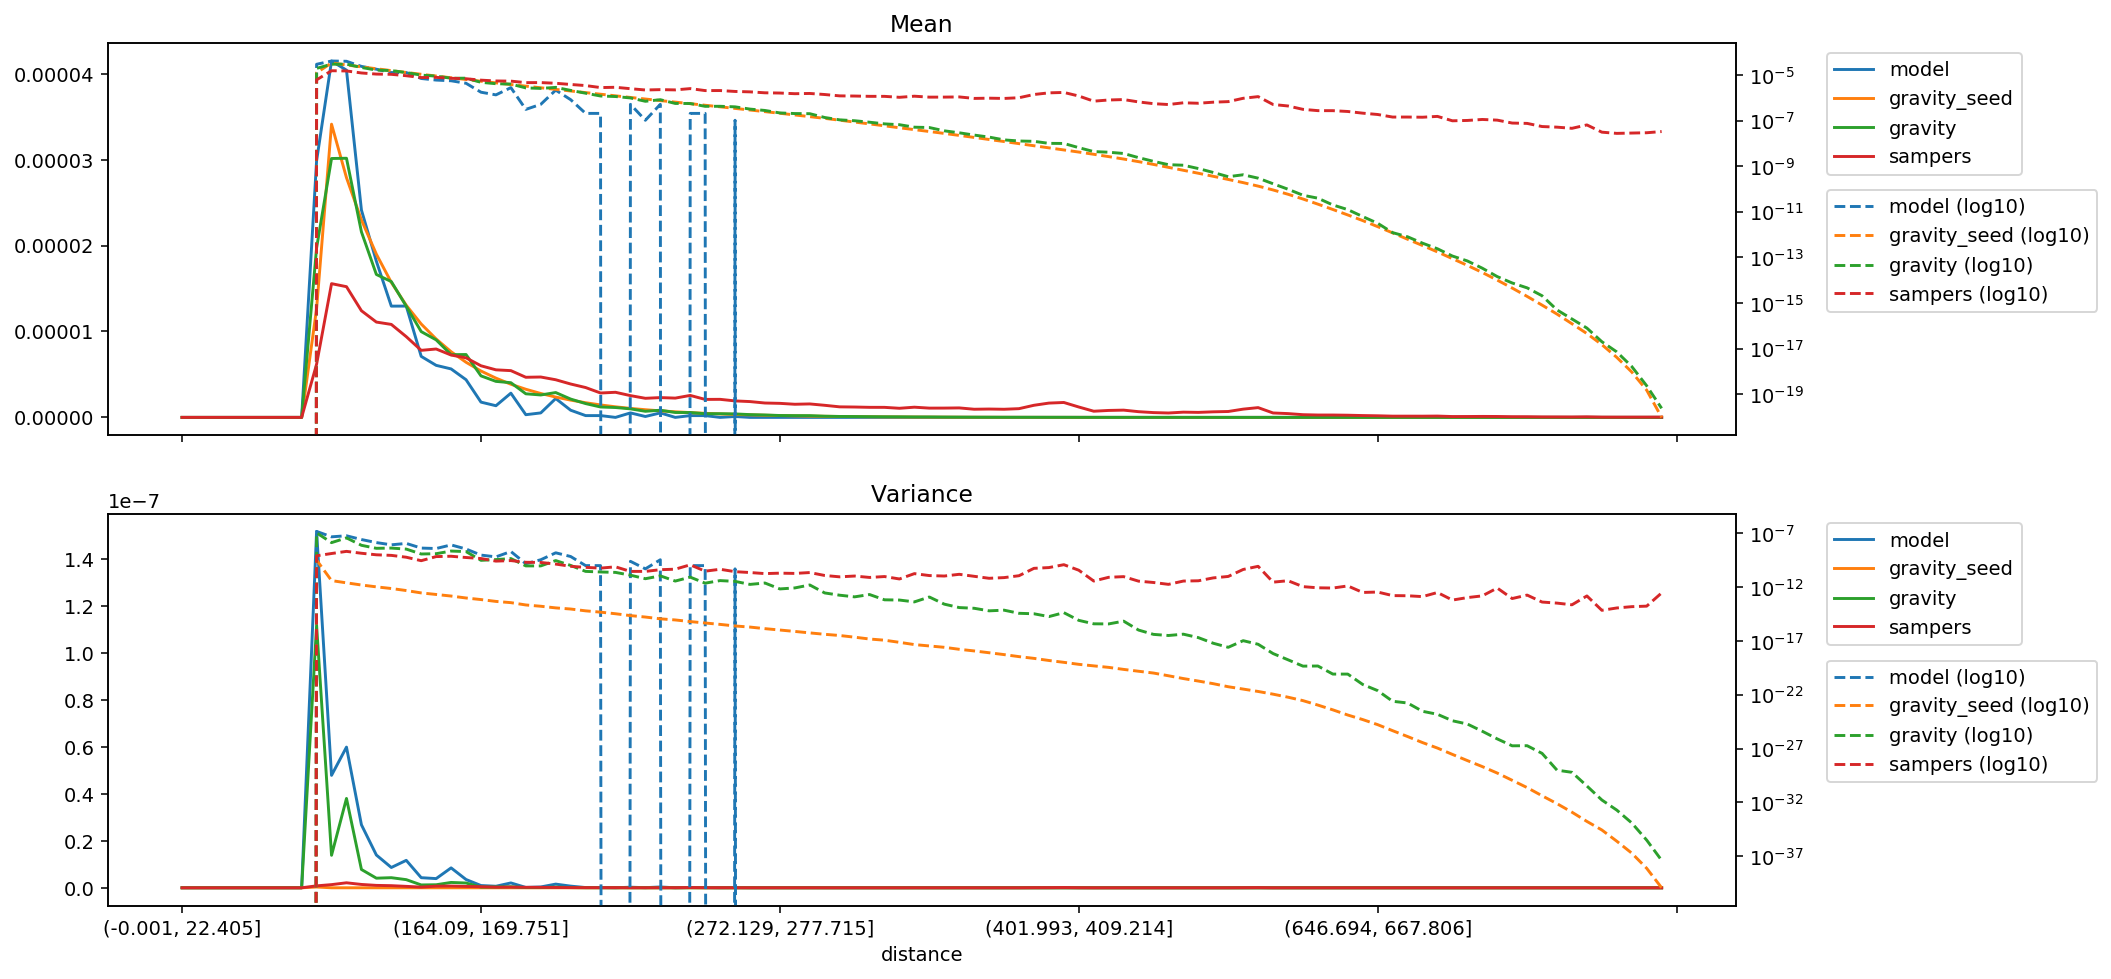 Mean
0.00004
0.00003
0.00002
0.00001
0.00000
10⁻⁵
10⁻⁷
10⁻⁹
10⁻¹¹
10⁻¹³
10⁻¹⁵
10⁻¹⁷
10⁻¹⁹
model
gravity_seed
gravity
sampers
model (log10)
gravity_seed (log10)
gravity (log10)
sampers (log10)
Variance
1e−7
1.4
1.2
1.0
0.8
0.6
0.4
0.2
0.0
10⁻⁷
10⁻¹²
10⁻¹⁷
10⁻²²
10⁻²⁷
10⁻³²
10⁻³⁷
model
gravity_seed
gravity
sampers
model (log10)
gravity_seed (log10)
gravity (log10)
sampers (log10)
(-0.001, 22.405] (164.09, 169.751] (272.129, 277.715] (401.993, 409.214] (646.694, 667.806]
distance